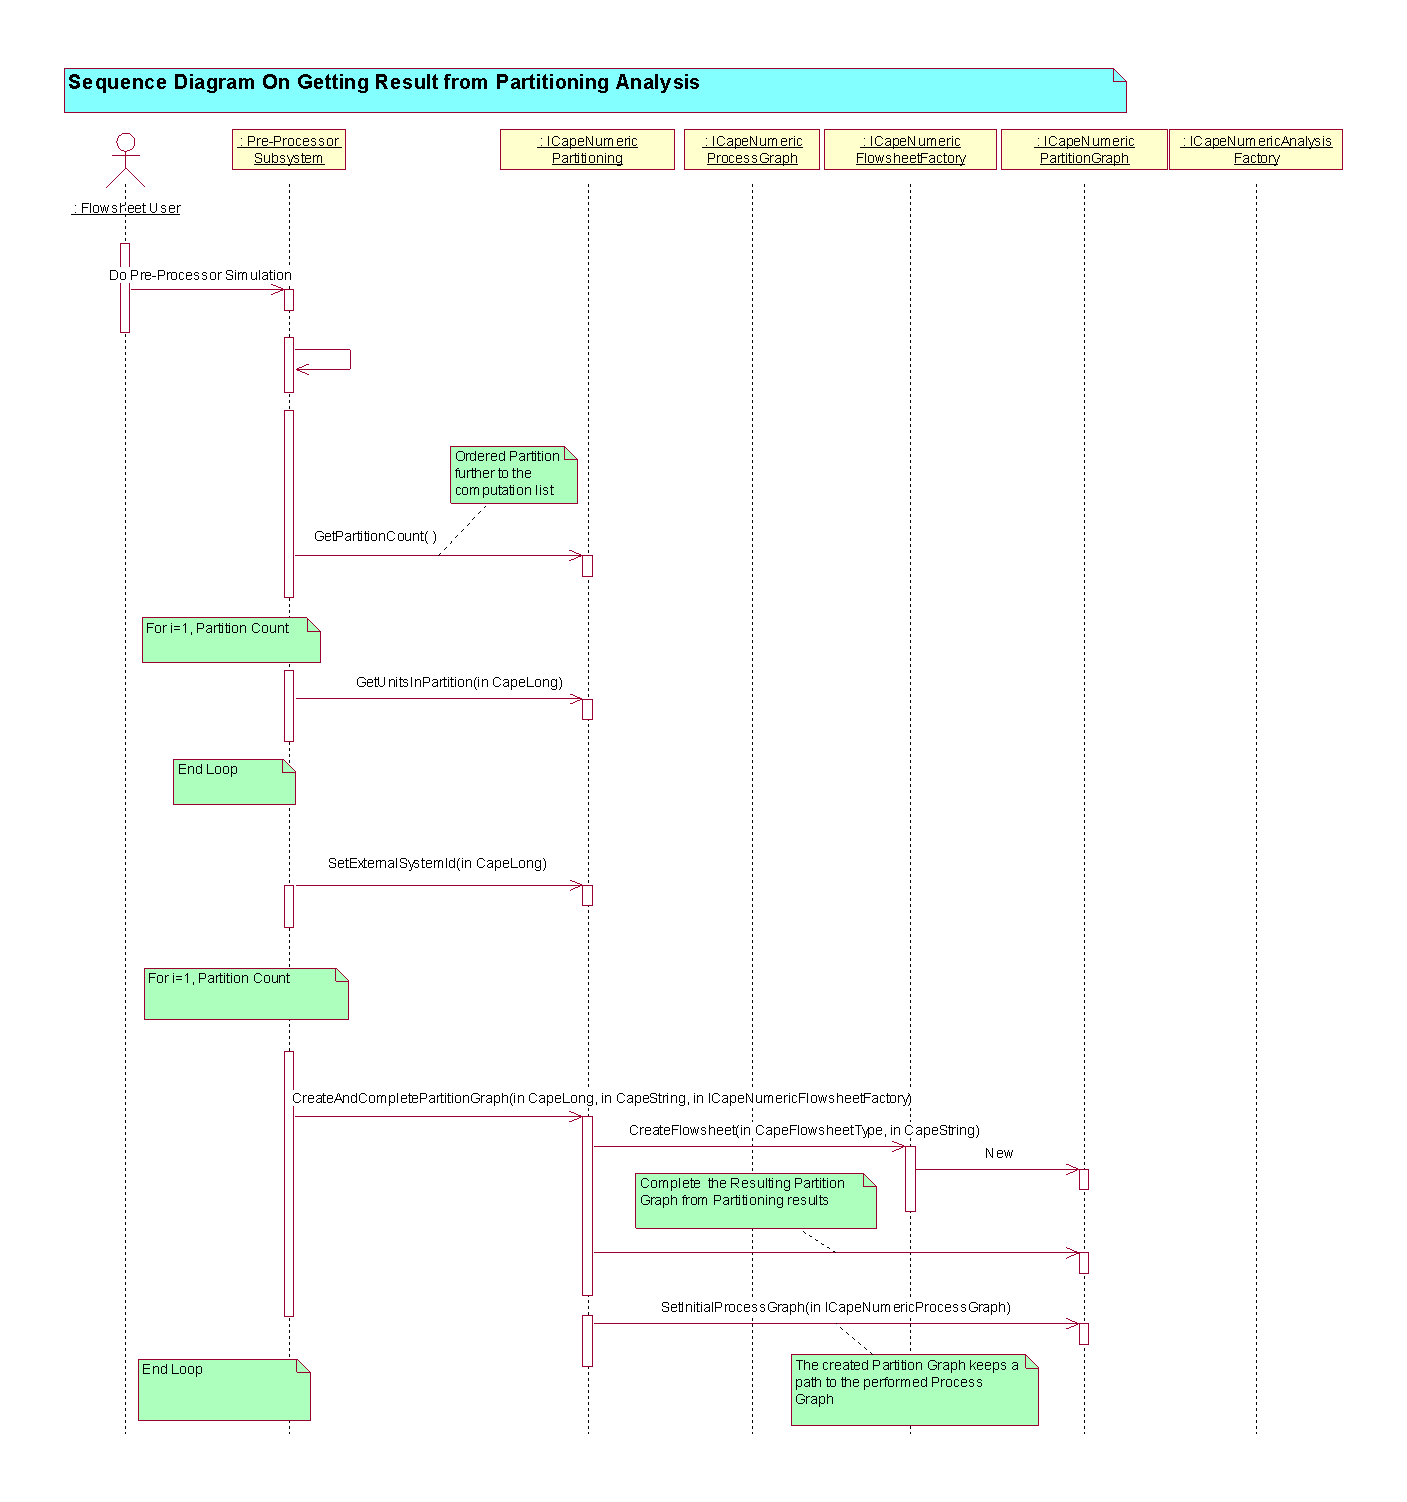 Sequence Diagram On Getting Result from Partitioning Analysis
: Flowsheet User
: Pre-Processor
Subsystem
: ICapeNumeric
Partitioning
: ICapeNumeric
ProcessGraph
: ICapeNumeric
FlowsheetFactory
: ICapeNumeric
PartitionGraph
: ICapeNumericAnalysis
Factory
Do Pre-Processor Simulation
Ordered Partition
further to the
computation list
GetPartitionCount( )
For i=1, Partition Count
GetUnitsInPartition(in CapeLong)
End Loop
SetExternalSystemId(in CapeLong)
For i=1, Partition Count
CreateAndCompletePartitionGraph(in CapeLong, in CapeString, in ICapeNumericFlowsheetFactory)
CreateFlowsheet(in CapeFlowsheetType, in CapeString)
New
Complete the Resulting Partition
Graph from Partitioning results
SetInitialProcessGraph(in ICapeNumericProcessGraph)
The created Partition Graph keeps a
path to the performed Process
Graph
End Loop